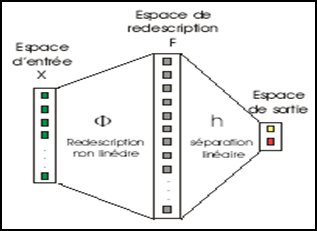 Espace de
redescription
F
Espace
d'entrée
X
Espace
de sortie
Φ
Redescription
non linéaire
h
séparation
linéaire